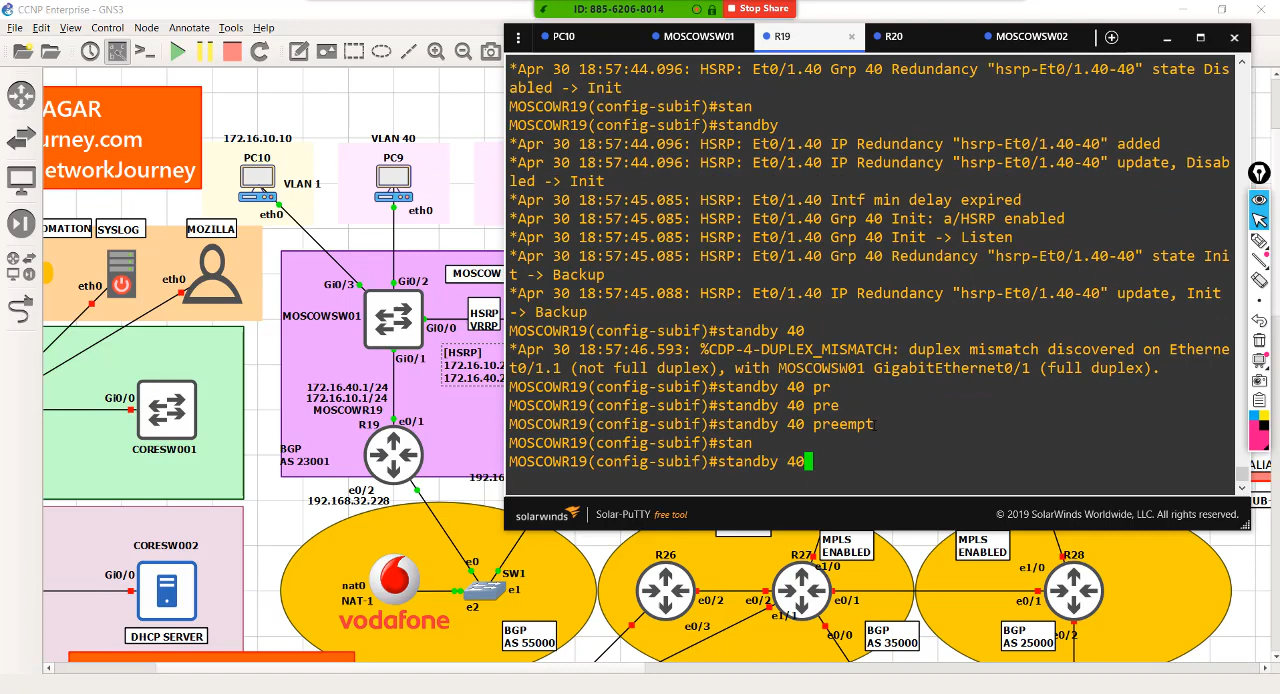 CCNP Enterprise - GNS3
ID: 885-6206-8014
Stop Share
File Edit View Control Node Annotate Tools Help
PC10
MOSCOWSW01
R19
R20
MOSCOWSW02
*Apr 30 18:57:44.096: HSRP: Et0/1.40 Grp 40 Redundancy "hsrp-Et0/1.40-40" state Dis
abled -> Init
MOSCOWR19(config-subif)#stan
MOSCOWR19(config-subif)#standby
*Apr 30 18:57:44.096: HSRP: Et0/1.40 IP Redundancy "hsrp-Et0/1.40-40" added
*Apr 30 18:57:44.096: HSRP: Et0/1.40 IP Redundancy "hsrp-Et0/1.40-40" update, Disab
led -> Init
*Apr 30 18:57:45.085: HSRP: Et0/1.40 Intf min delay expired
*Apr 30 18:57:45.085: HSRP: Et0/1.40 Grp 40 Init: a/HSRP enabled
*Apr 30 18:57:45.085: HSRP: Et0/1.40 Grp 40 Init -> Listen
*Apr 30 18:57:45.085: HSRP: Et0/1.40 Grp 40 Redundancy "hsrp-Et0/1.40-40" state Ini
t -> Backup
*Apr 30 18:57:45.088: HSRP: Et0/1.40 IP Redundancy "hsrp-Et0/1.40-40" update, Init
-> Backup
MOSCOWR19(config-subif)#standby 40
*Apr 30 18:57:46.593: %CDP-4-DUPLEX_MISMATCH: duplex mismatch discovered on Etherne
t0/1.1 (not full duplex), with MOSCOWSW01 GigabitEthernet0/1 (full duplex).
MOSCOWR19(config-subif)#standby 40 pr
MOSCOWR19(config-subif)#standby 40 pre
MOSCOWR19(config-subif)#standby 40 preempt
MOSCOWR19(config-subif)#stan
MOSCOWR19(config-subif)#standby 40
solarwinds
Solar-PuTTY free tool
© 2019 SolarWinds Worldwide, LLC. All rights reserved.
AGAR
urney.com
etworkJourney
172.16.10.10
PC10
VLAN 1
eth0
VLAN 40
PC9
eth0
OMATION
SYSLOG
MOZILLA
eth0
eth0
Gi0/3
Gi0/2
MOSCOW
MOSCOWSW01
Gi0/0
HSRP
VRRP
Gi0/1
[HSRP]
172.16.10.2
172.16.40.2
172.16.40.1/24
172.16.10.1/24
MOSCOWR19
R19
e0/1
BGP
AS 23001
e0/2
192.168.32.228
192.16
Gi0/0
CORESW001
CORESW002
Gi0/0
DHCP SERVER
nat0
NAT-1
vodafone
e0
SW1
e1
e2
BGP
AS 55000
R26
e0/2
e0/3
R27
MPLS
ENABLED
e1/0
e0/2
e0/1
e1/1
e0/0
BGP
AS 35000
MPLS
ENABLED
R28
e1/0
e0/1
e0/2
BGP
AS 25000